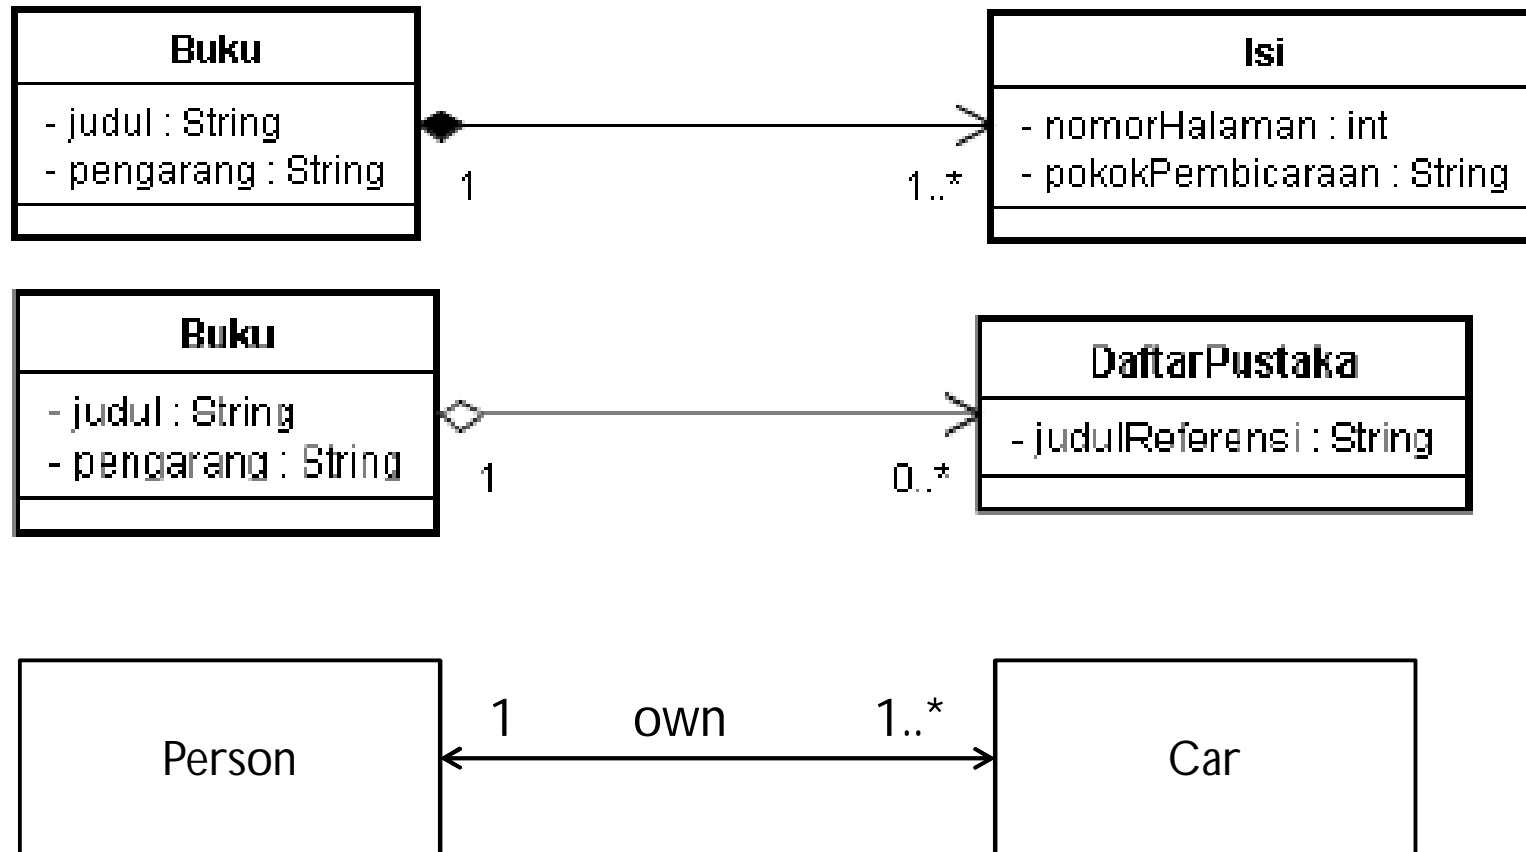 Buku
- judul : String
- pengarang : String
1
1..*
Isi
- nomorHalaman : int
- pokokPembicaraan : String
Buku
- judul : String
- pengarang : String
1
0..*
DaftarPustaka
- judulReferensi : String
Person
1 own 1..*
Car